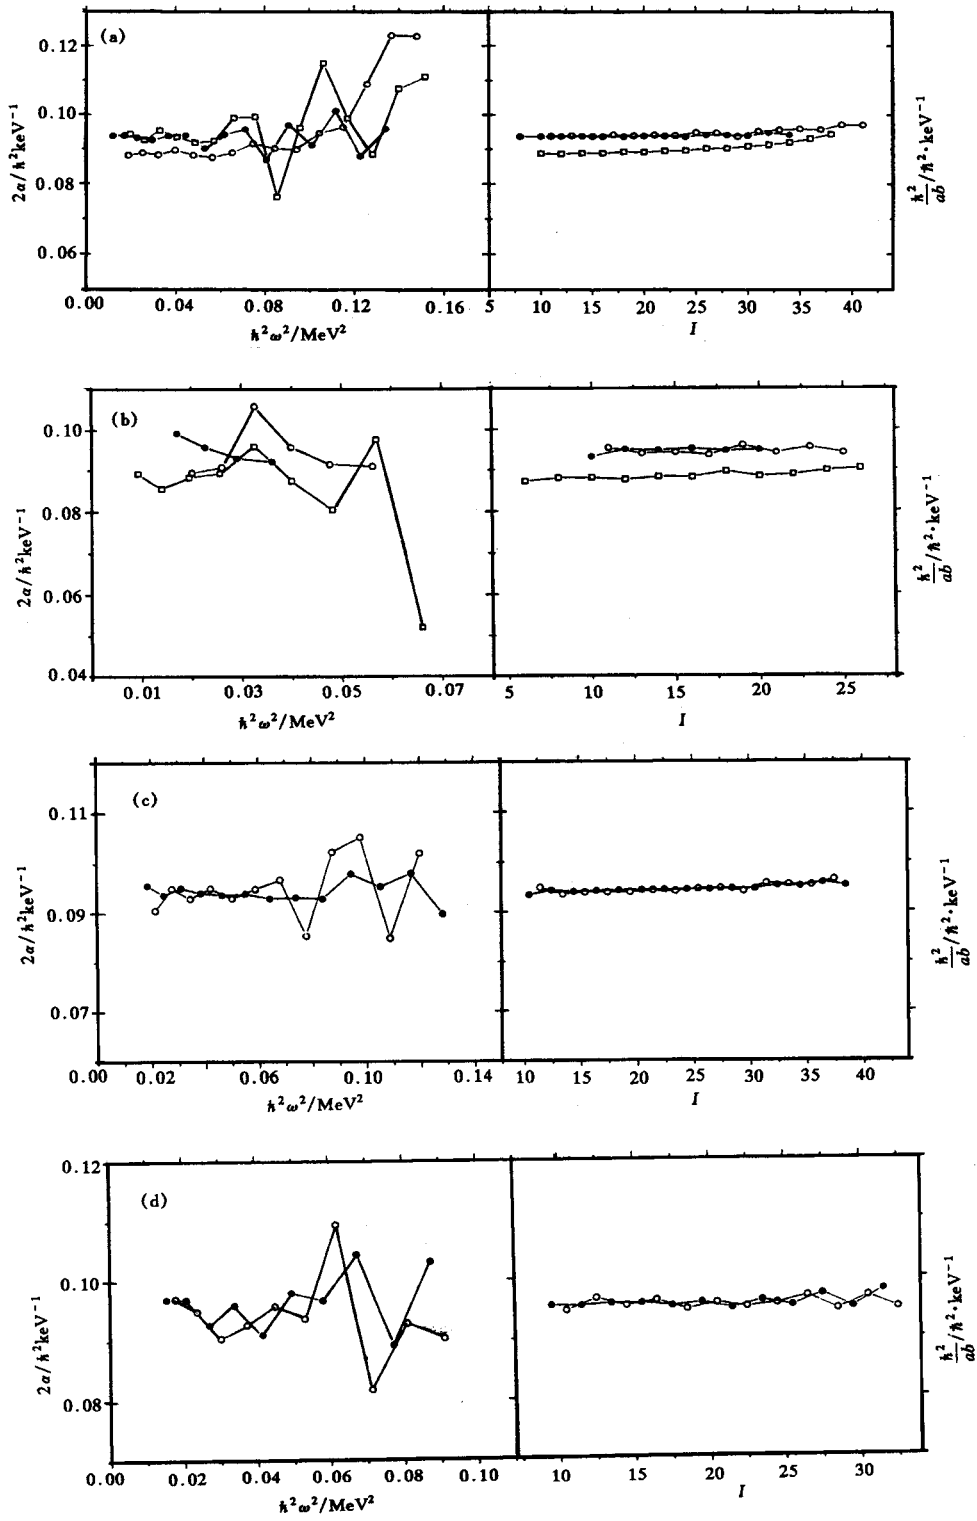 (a)
0.12
0.10
0.08
0.06
2α/ħ²keV⁻¹
0.00 0.04 0.08 0.12 0.16
ħ²ω²/MeV²
5 10 15 20 25 30 35 40
I
ħ²/ab /ħ²·keV⁻¹
(b)
0.10
0.08
0.06
0.04
2α/ħ²keV⁻¹
0.01 0.03 0.05 0.07
ħ²ω²/MeV²
5 10 15 20 25
I
ħ²/ab /ħ²·keV⁻¹
(c)
0.11
0.09
0.07
2α/ħ²keV⁻¹
0.00 0.02 0.06 0.10 0.14
ħ²ω²/MeV²
10 15 20 25 30 35 40
I
ħ²/ab /ħ²·keV⁻¹
(d)
0.12
0.10
0.08
2α/ħ²keV⁻¹
0.00 0.02 0.04 0.06 0.08 0.10
ħ²ω²/MeV²
10 15 20 25 30
I
ħ²/ab /ħ²·keV⁻¹